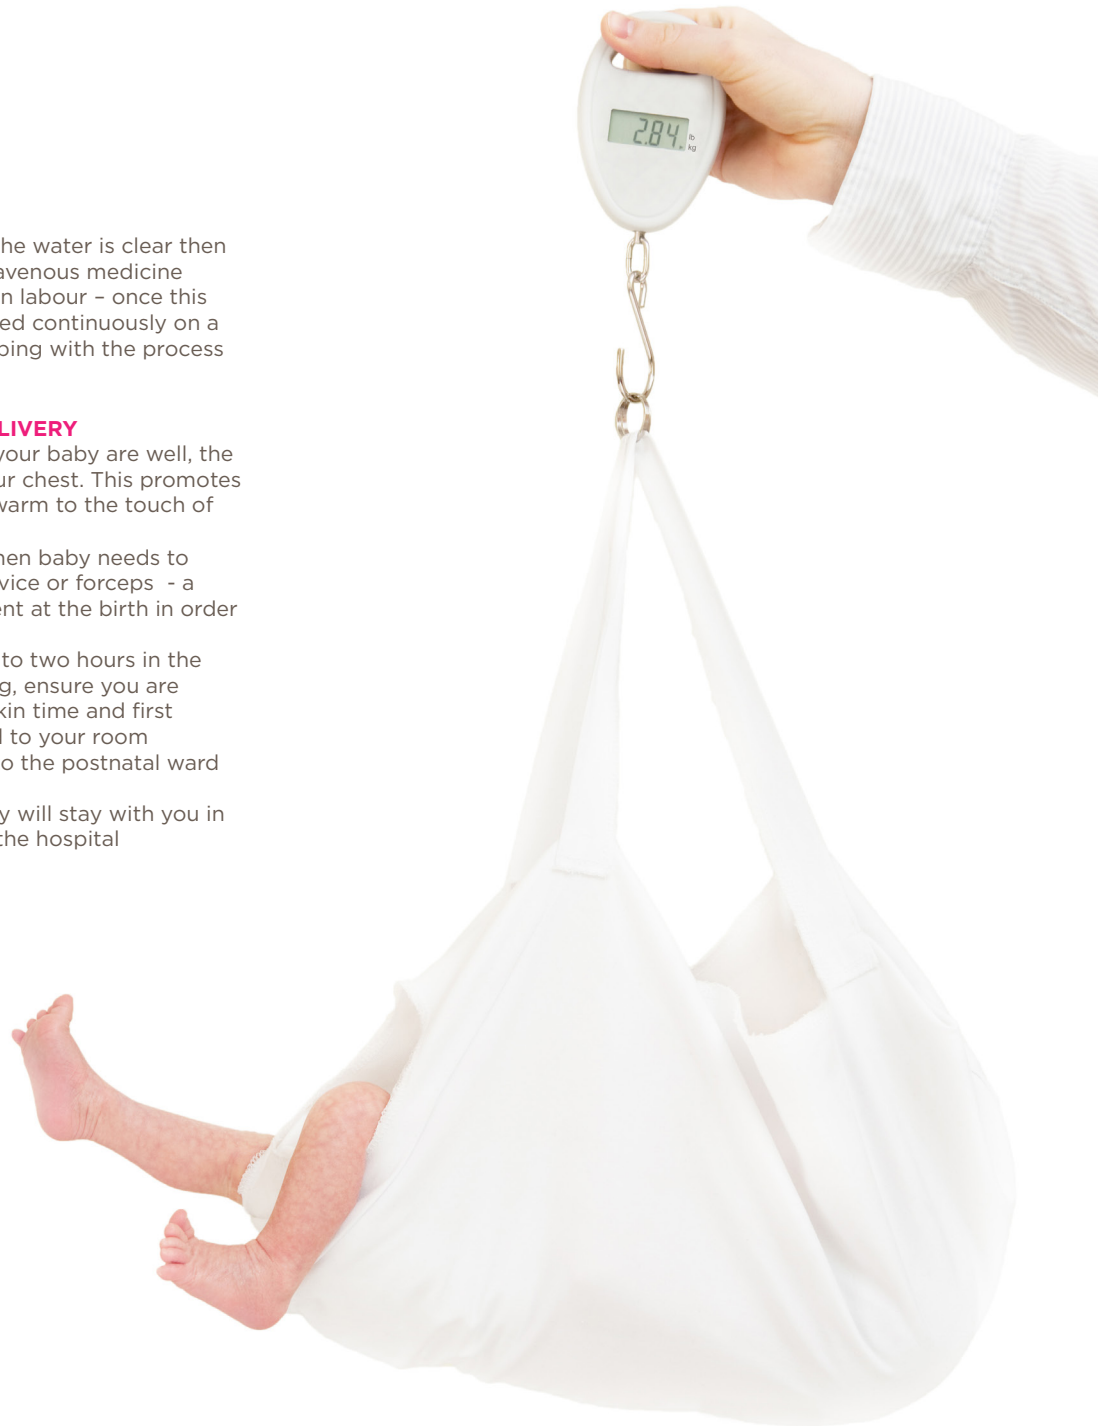 2.84
lb
kg
he water is clear then
avenous medicine
n labour – once this
ed continuously on a
ping with the process
LIVERY
your baby are well, the
ur chest. This promotes
warm to the touch of
hen baby needs to
vice or forceps - a
ent at the birth in order
to two hours in the
g, ensure you are
kin time and first
l to your room
o the postnatal ward
y will stay with you in
the hospital